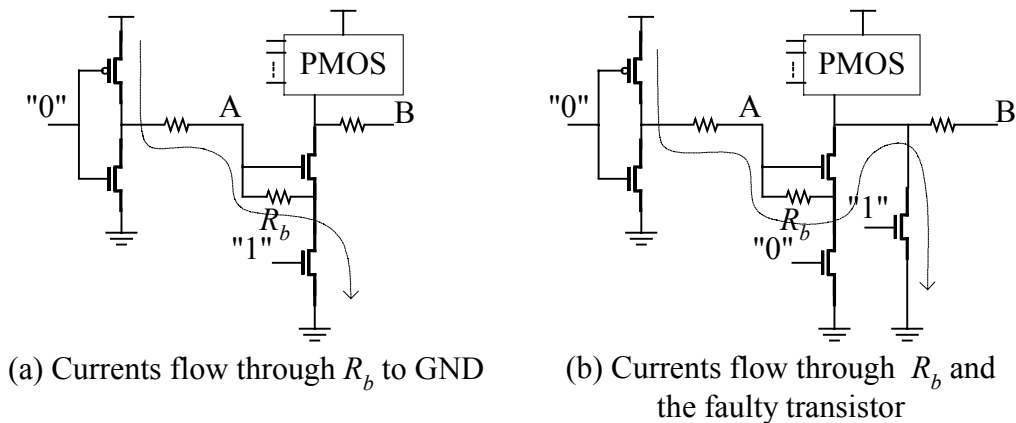 PMOS
PMOS
"0"
A
B
"0"
A
B
R_b
"1"
R_b
"1"
"0"
(a) Currents flow through R_b to GND
(b) Currents flow through R_b and
the faulty transistor